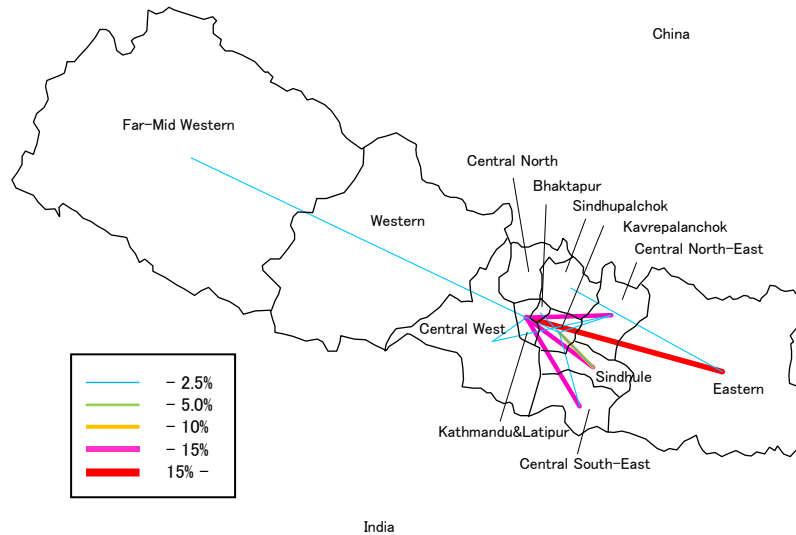 China
Far-Mid Western
Central North
Bhaktapur
Sindhupalchok
Kavrepalanchok
Central North-East
Western
Central West
Sindhule
Eastern
Kathmandu&Latipur
Central South-East
- 2.5%
- 5.0%
- 10%
- 15%
15% -
India